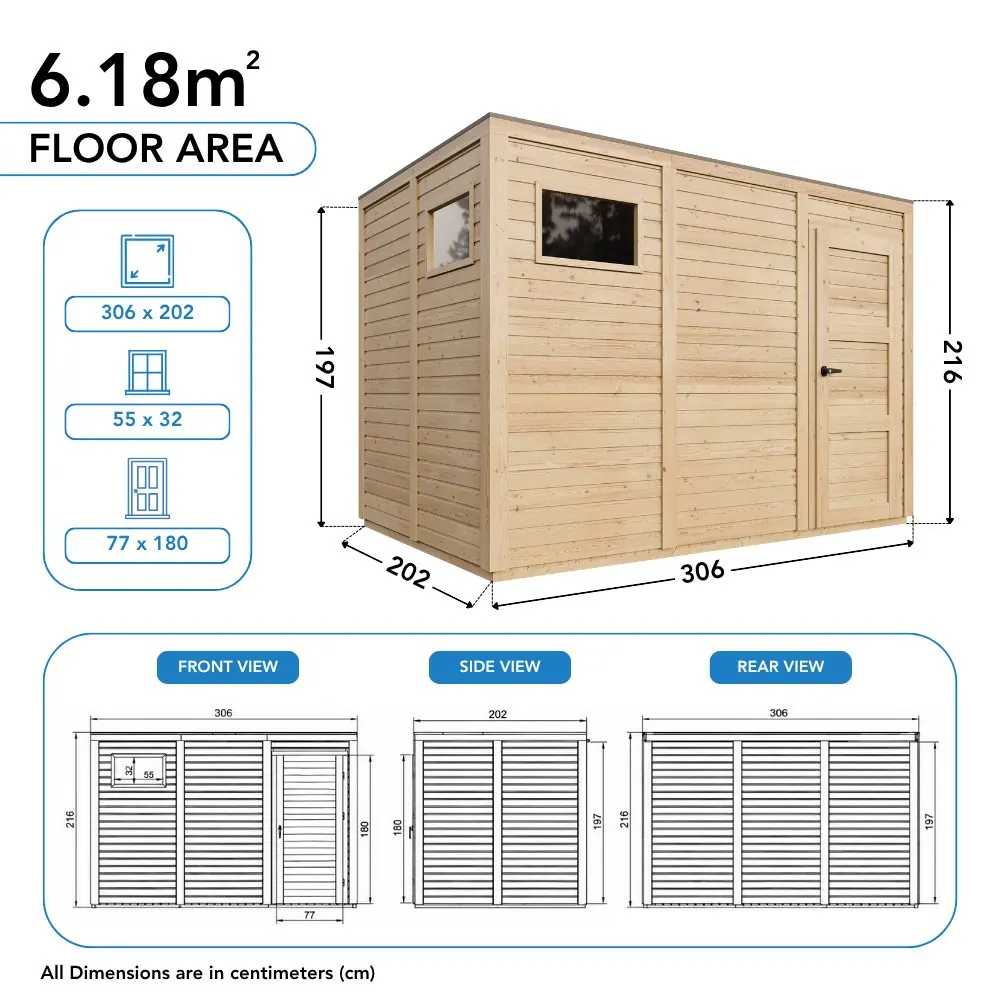 6.18m²
FLOOR AREA
306 x 202
55 x 32
77 x 180
197
216
202
306
FRONT VIEW
SIDE VIEW
REAR VIEW
306
32
55
216
180
77
202
180
197
306
216
197
All Dimensions are in centimeters (cm)